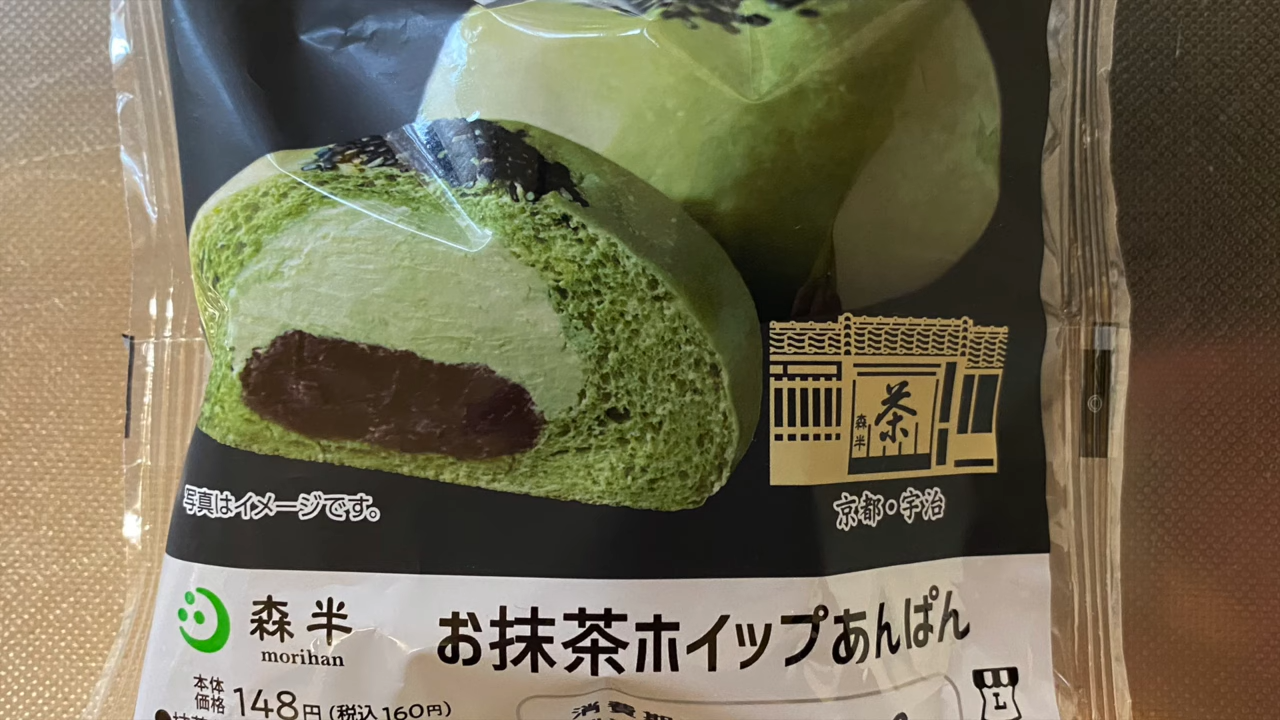 茶
森半
写真はイメージです。
京都・宇治
森半
morihan
お抹茶ホイップあんぱん
本体
価格 148円(税込160円)
L